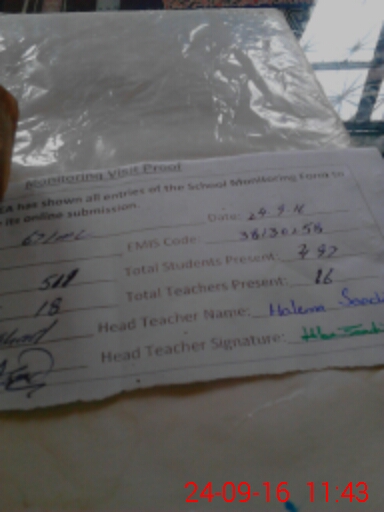 Monitoring Visit Proof
EA has shown all entries of the School Monitoring Form to
its online submission.
Date: 24.9.16
EMIS Code: 38130158
518 Total Students Present: 492
18 Total Teachers Present: 16
Head Teacher Name: Halema
Head Teacher Signature:
24-09-16 11:43